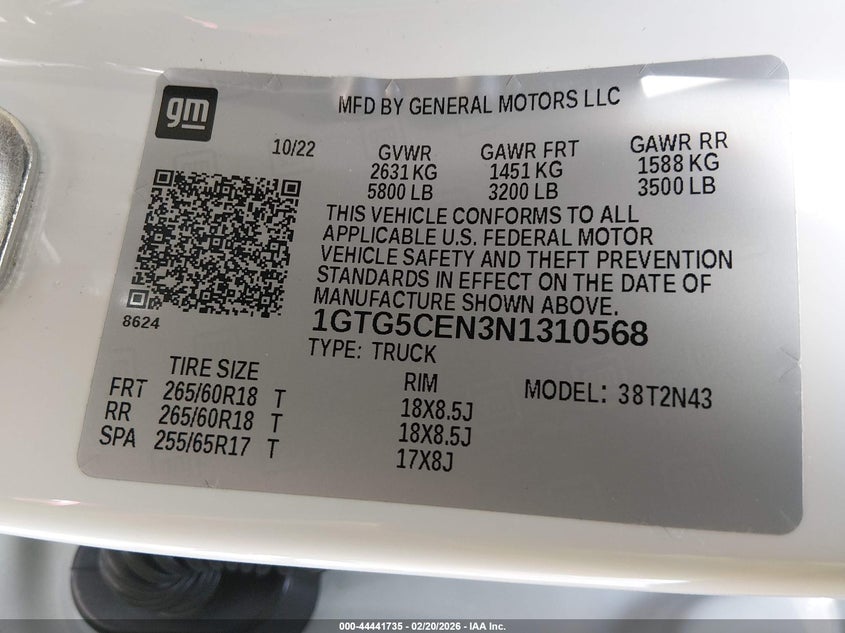 gm
MFD BY GENERAL MOTORS LLC
10/22
GVWR GAWR FRT GAWR RR
2631 KG 1451 KG 1588 KG
5800 LB 3200 LB 3500 LB
THIS VEHICLE CONFORMS TO ALL
APPLICABLE U.S. FEDERAL MOTOR
VEHICLE SAFETY AND THEFT PREVENTION
STANDARDS IN EFFECT ON THE DATE OF
MANUFACTURE SHOWN ABOVE.
8624
1GTG5CEN3N1310568
TYPE: TRUCK
TIRE SIZE RIM MODEL: 38T2N43
FRT 265/60R18 T 18X8.5J
RR 265/60R18 T 18X8.5J
SPA 255/65R17 T 17X8J
000-44441735 - 02/20/2026 - IAA Inc.